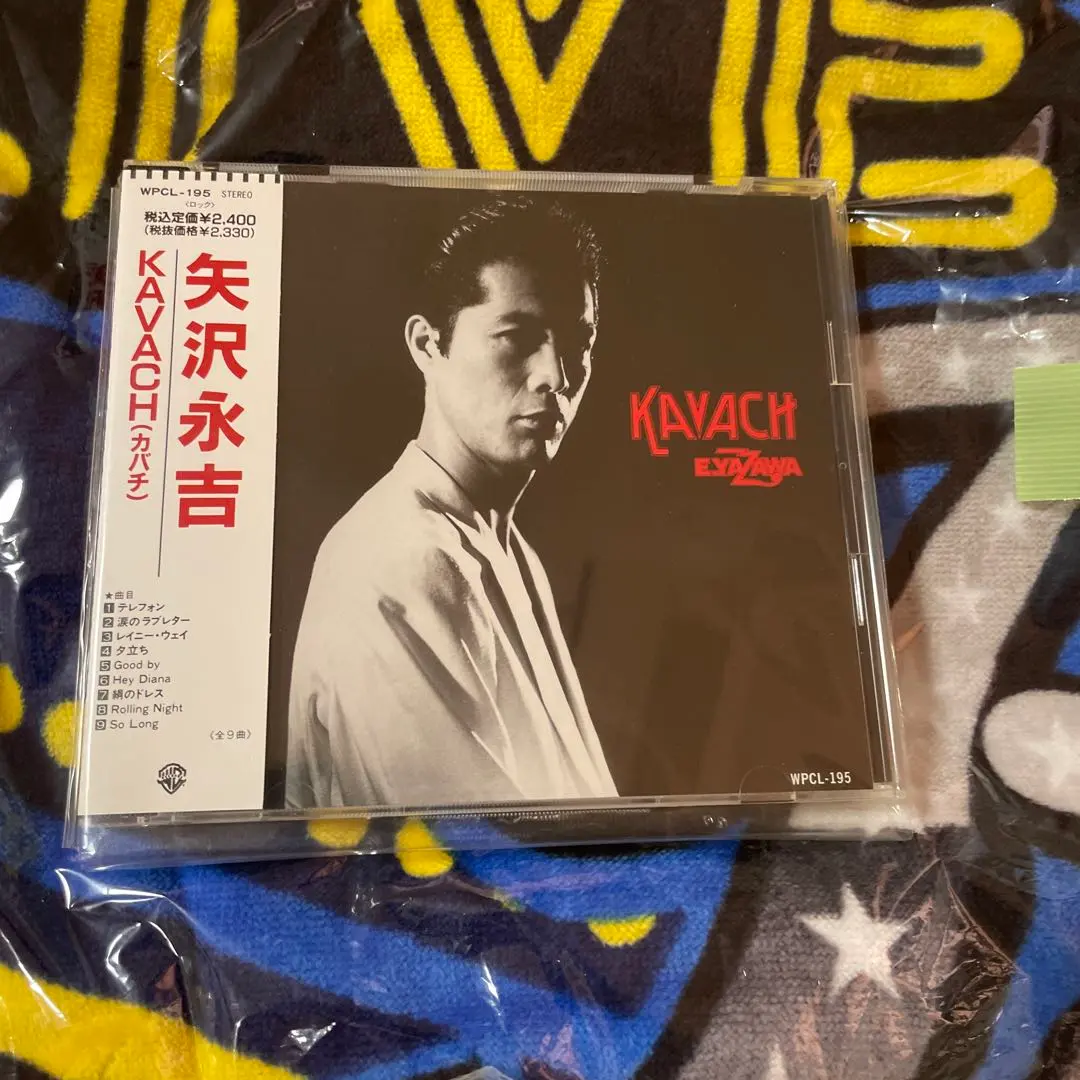 WPCL-195 STEREO
〈ロック〉
税込定価¥2,400
(税抜価格¥2,330)
矢沢永吉
KAVACH(カバチ)
★曲目
1 テレフォン
2 涙のラブレター
3 レイニー・ウェイ
4 夕立ち
5 Good by
6 Hey Diana
7 絹のドレス
8 Rolling Night
9 So Long
《全9曲》
KAVACH
E.YAZAWA
WPCL-195